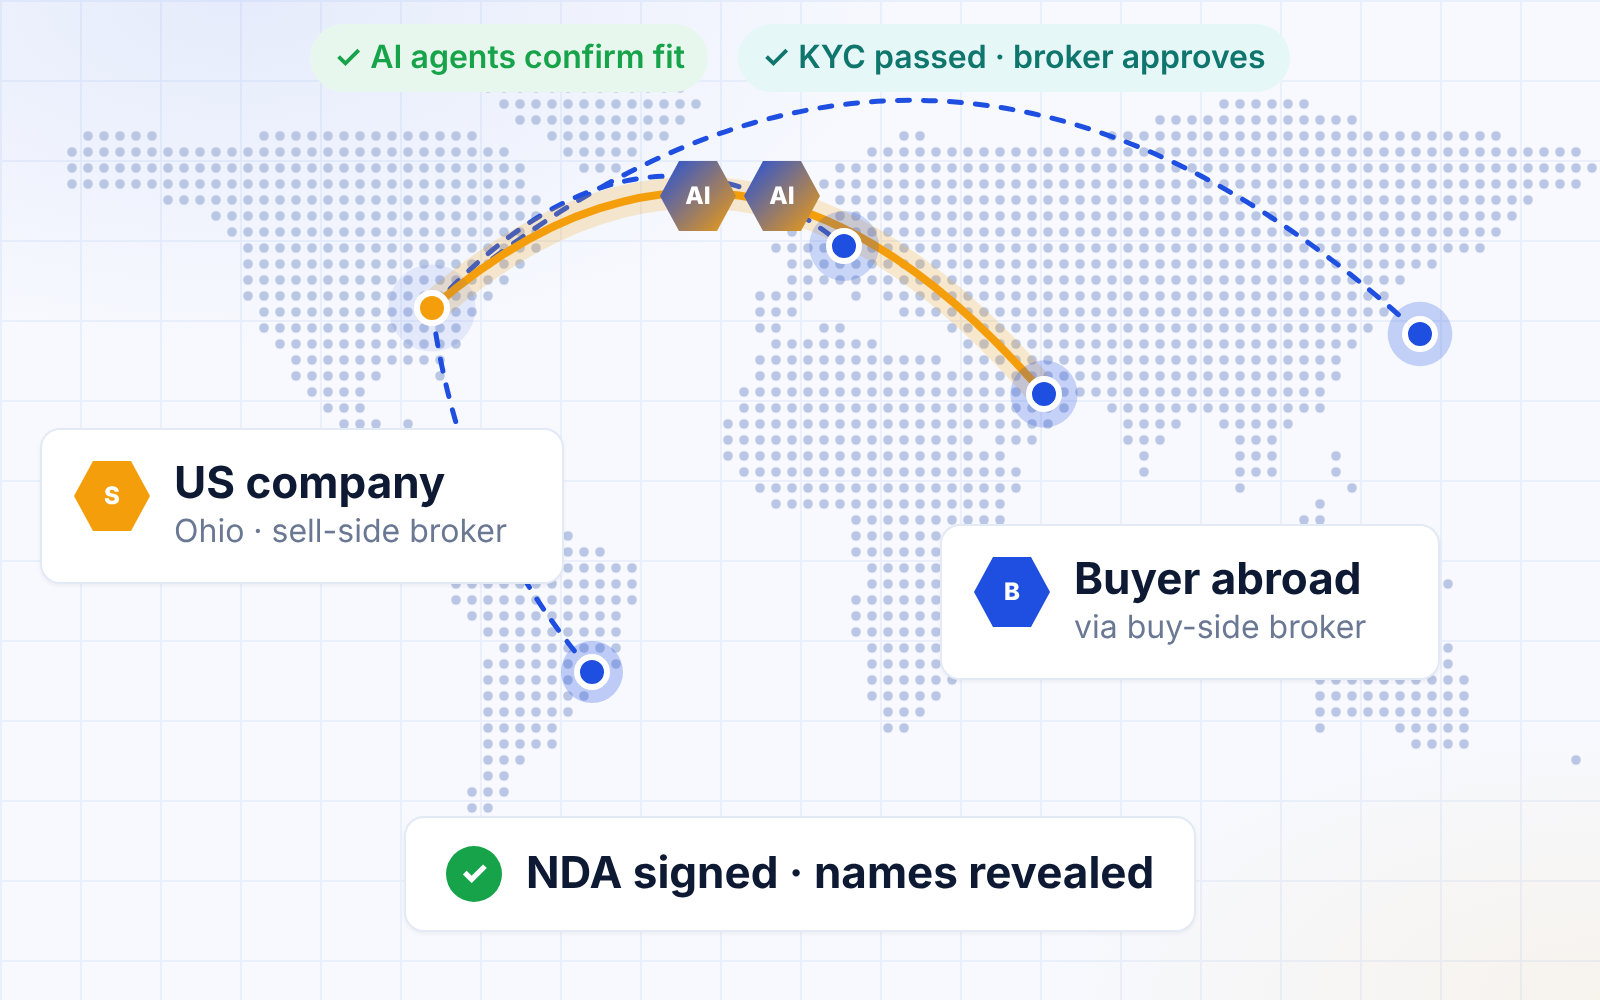 ✓ AI agents confirm fit
✓ KYC passed · broker approves
AI AI
S
US company
Ohio · sell-side broker
B
Buyer abroad
via buy-side broker
NDA signed · names revealed